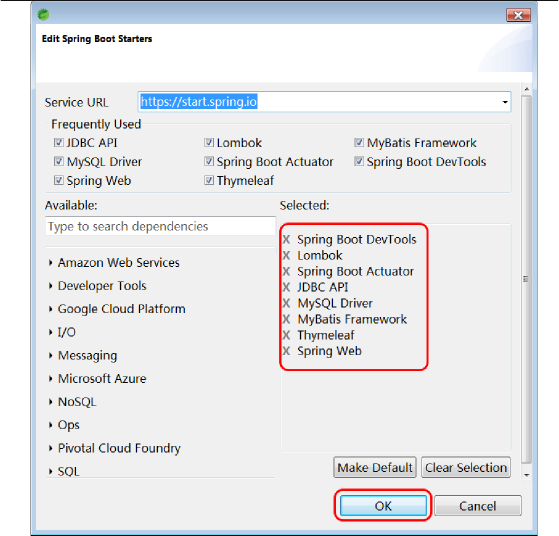 Edit Spring Boot Starters
Service URL https://start.spring.io
Frequently Used
JDBC API Lombok MyBatis Framework
MySQL Driver Spring Boot Actuator Spring Boot DevTools
Spring Web Thymeleaf
Available: Selected:
Type to search dependencies
Amazon Web Services
Developer Tools
Google Cloud Platform
I/O
Messaging
Microsoft Azure
NoSQL
Ops
Pivotal Cloud Foundry
SQL
X Spring Boot DevTools
X Lombok
X Spring Boot Actuator
X JDBC API
X MySQL Driver
X MyBatis Framework
X Thymeleaf
X Spring Web
Make Default Clear Selection
OK Cancel